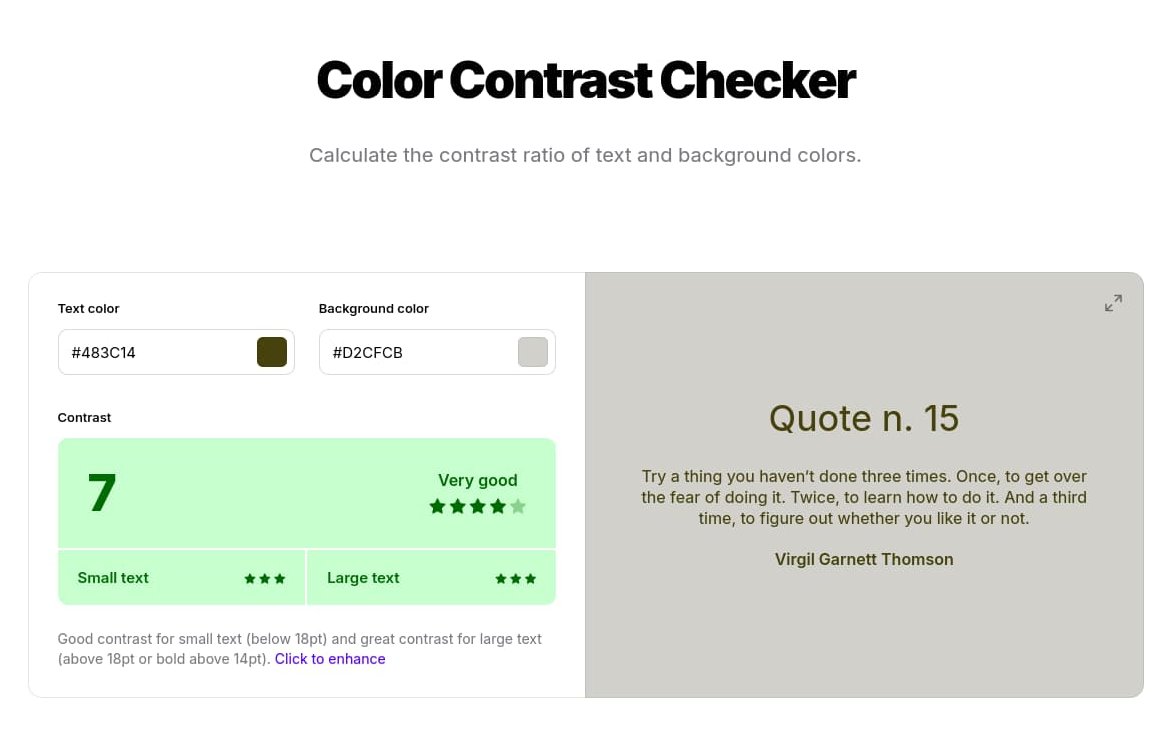 Color Contrast Checker
Calculate the contrast ratio of text and background colors.
Text color
Background color
#483C14
#D2CFCB
Contrast
7
Very good
Small text
Large text
Good contrast for small text (below 18pt) and great contrast for large text
(above 18pt or bold above 14pt). Click to enhance
Quote n. 15
Try a thing you haven’t done three times. Once, to get over
the fear of doing it. Twice, to learn how to do it. And a third
time, to figure out whether you like it or not.
Virgil Garnett Thomson